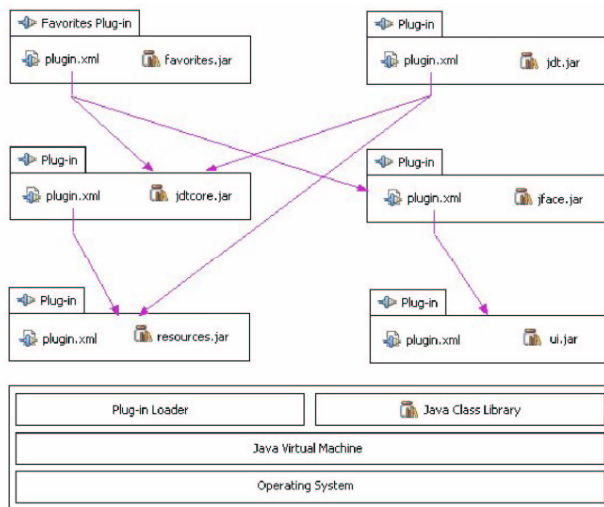 Favorites Plug-in
plugin.xml favorites.jar
Plug-in
plugin.xml jdt.jar
Plug-in
plugin.xml jdtcore.jar
Plug-in
plugin.xml jface.jar
Plug-in
plugin.xml resources.jar
Plug-in
plugin.xml ui.jar
Plug-in Loader
Java Class Library
Java Virtual Machine
Operating System